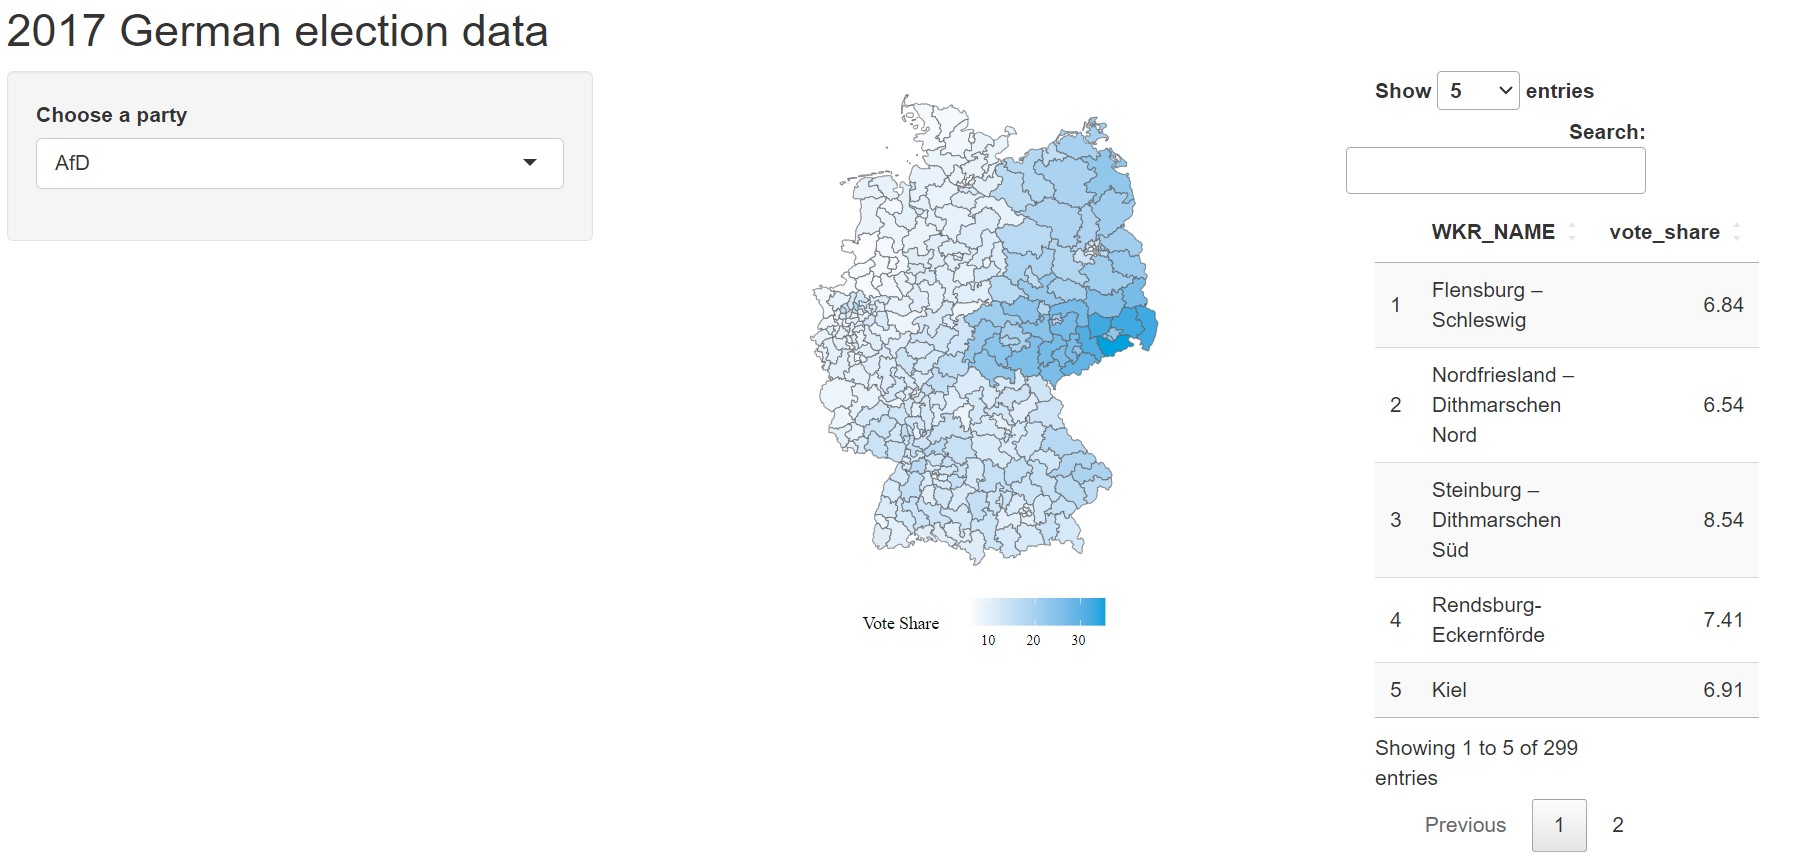 2017 German election data
Choose a party
AfD
Vote Share
10 20 30
Show 5 entries
Search:
WKR_NAME vote_share
1 Flensburg – Schleswig 6.84
2 Nordfriesland – Dithmarschen Nord 6.54
3 Steinburg – Dithmarschen Süd 8.54
4 Rendsburg-Eckernförde 7.41
5 Kiel 6.91
Showing 1 to 5 of 299
entries
Previous 1 2